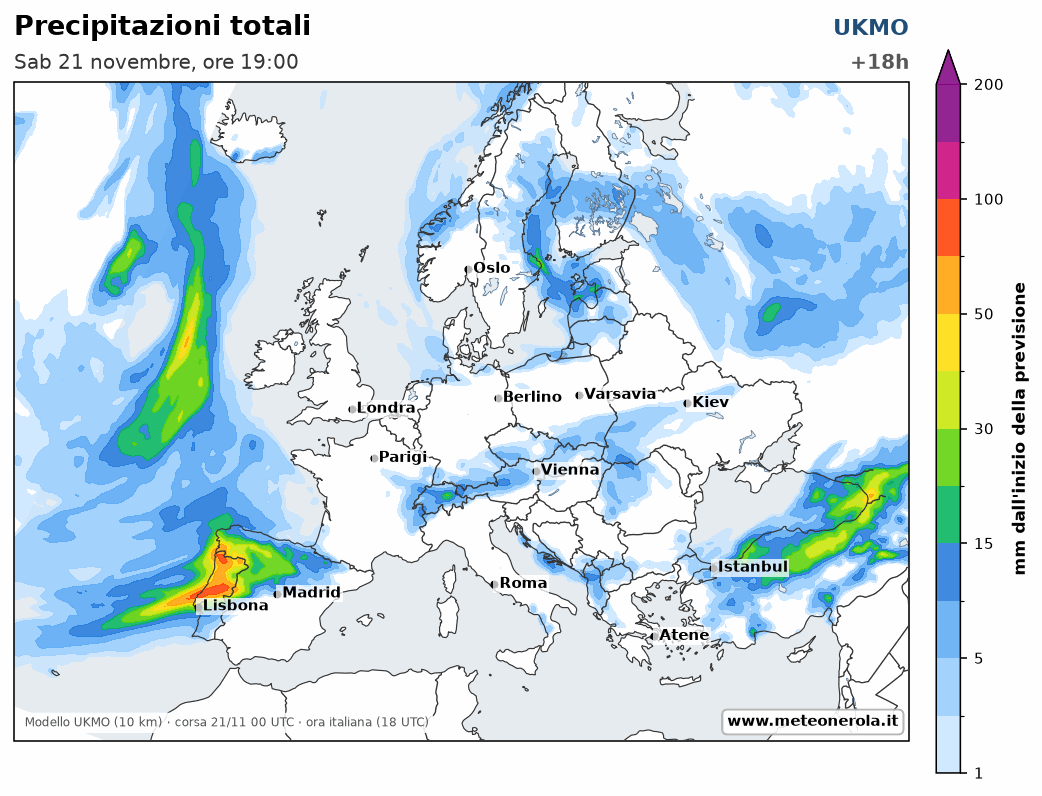 Precipitazioni totali
UKMO
Sab 21 novembre, ore 19:00
+18h
200
100
50
30
15
5
1
mm dall'inizio della previsione
Oslo
Berlino
Varsavia
Kiev
Londra
Parigi
Vienna
Istanbul
Roma
Madrid
Lisbona
Atene
Modello UKMO (10 km) · corsa 21/11 00 UTC · ora italiana (18 UTC)
www.meteonerola.it